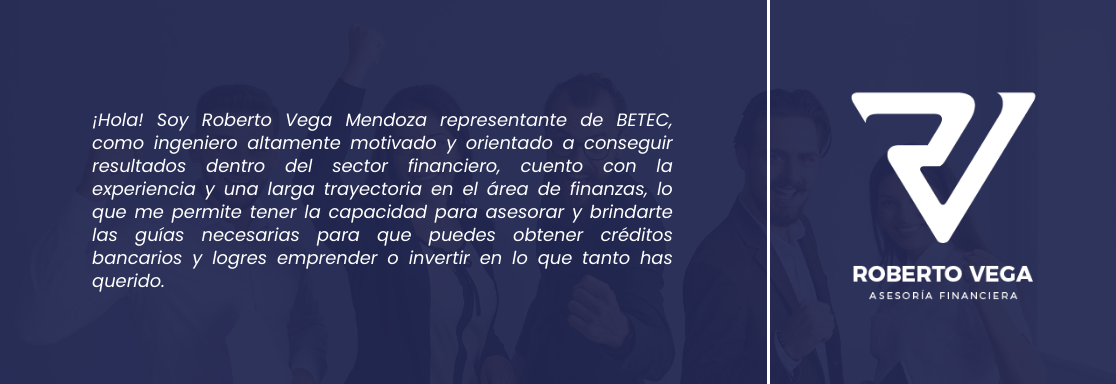 ¡Hola! Soy Roberto Vega Mendoza representante de BETEC,
como ingeniero altamente motivado y orientado a conseguir
resultados dentro del sector financiero, cuento con la
experiencia y una larga trayectoria en el área de finanzas, lo
que me permite tener la capacidad para asesorar y brindarte
las guías necesarias para que puedes obtener créditos
bancarios y logres emprender o invertir en lo que tanto has
querido.
RV
ROBERTO VEGA
ASESORÍA FINANCIERA